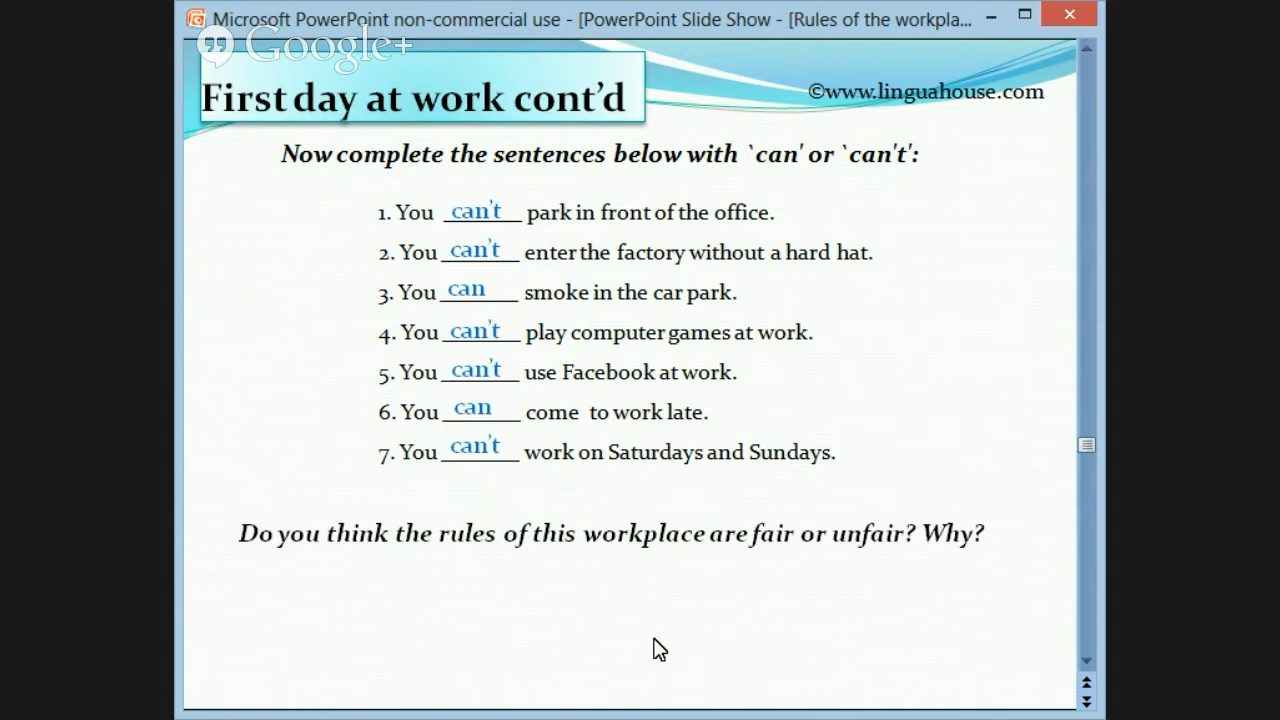 Microsoft PowerPoint non-commercial use - [PowerPoint Slide Show - [Rules of the workpla...
Google+
First day at work cont’d
©www.linguahouse.com
Now complete the sentences below with `can' or `can't':
1. You can’t park in front of the office.
2. You can’t enter the factory without a hard hat.
3. You can smoke in the car park.
4. You can’t play computer games at work.
5. You can’t use Facebook at work.
6. You can come to work late.
7. You can’t work on Saturdays and Sundays.
Do you think the rules of this workplace are fair or unfair? Why?